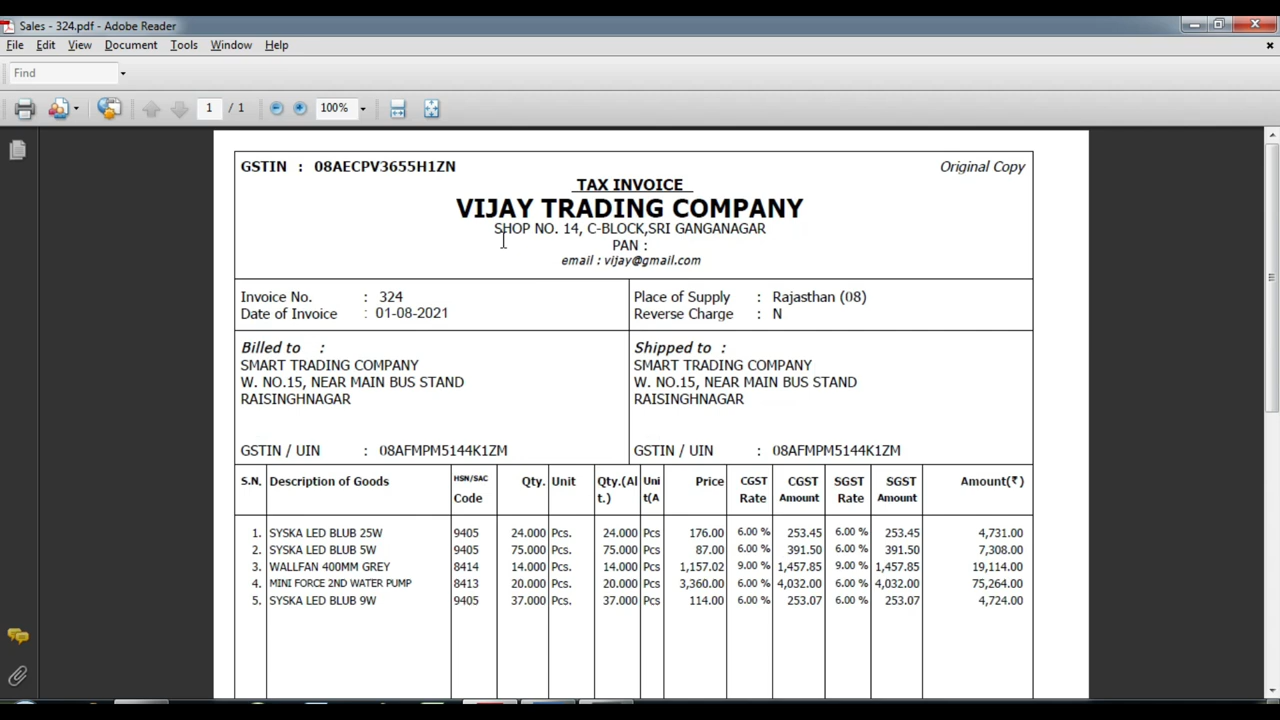 Sales - 324.pdf - Adobe Reader
File Edit View Document Tools Window Help
Find
1 / 1 100%
GSTIN : 08AECPV3655H1ZN Original Copy
TAX INVOICE
VIJAY TRADING COMPANY
SHOP NO. 14, C-BLOCK,SRI GANGANAGAR
PAN :
email : vijay@gmail.com
Invoice No. : 324 Place of Supply : Rajasthan (08)
Date of Invoice : 01-08-2021 Reverse Charge : N
Billed to : Shipped to :
SMART TRADING COMPANY SMART TRADING COMPANY
W. NO.15, NEAR MAIN BUS STAND W. NO.15, NEAR MAIN BUS STAND
RAISINGHNAGAR RAISINGHNAGAR
GSTIN / UIN : 08AFMPM5144K1ZM GSTIN / UIN : 08AFMPM5144K1ZM
S.N. Description of Goods HSN/SAC Qty. Unit Qty.(Al Uni Price CGST CGST SGST SGST Amount(₹)
Code t.) t(A Rate Amount Rate Amount
1. SYSKA LED BLUB 25W 9405 24.000 Pcs. 24.000 Pcs 176.00 6.00 % 253.45 6.00 % 253.45 4,731.00
2. SYSKA LED BLUB 5W 9405 75.000 Pcs. 75.000 Pcs 87.00 6.00 % 391.50 6.00 % 391.50 7,308.00
3. WALLFAN 400MM GREY 8414 14.000 Pcs. 14.000 Pcs 1,157.02 9.00 % 1,457.85 9.00 % 1,457.85 19,114.00
4. MINI FORCE 2ND WATER PUMP 8413 20.000 Pcs. 20.000 Pcs 3,360.00 6.00 % 4,032.00 6.00 % 4,032.00 75,264.00
5. SYSKA LED BLUB 9W 9405 37.000 Pcs. 37.000 Pcs 114.00 6.00 % 253.07 6.00 % 253.07 4,724.00